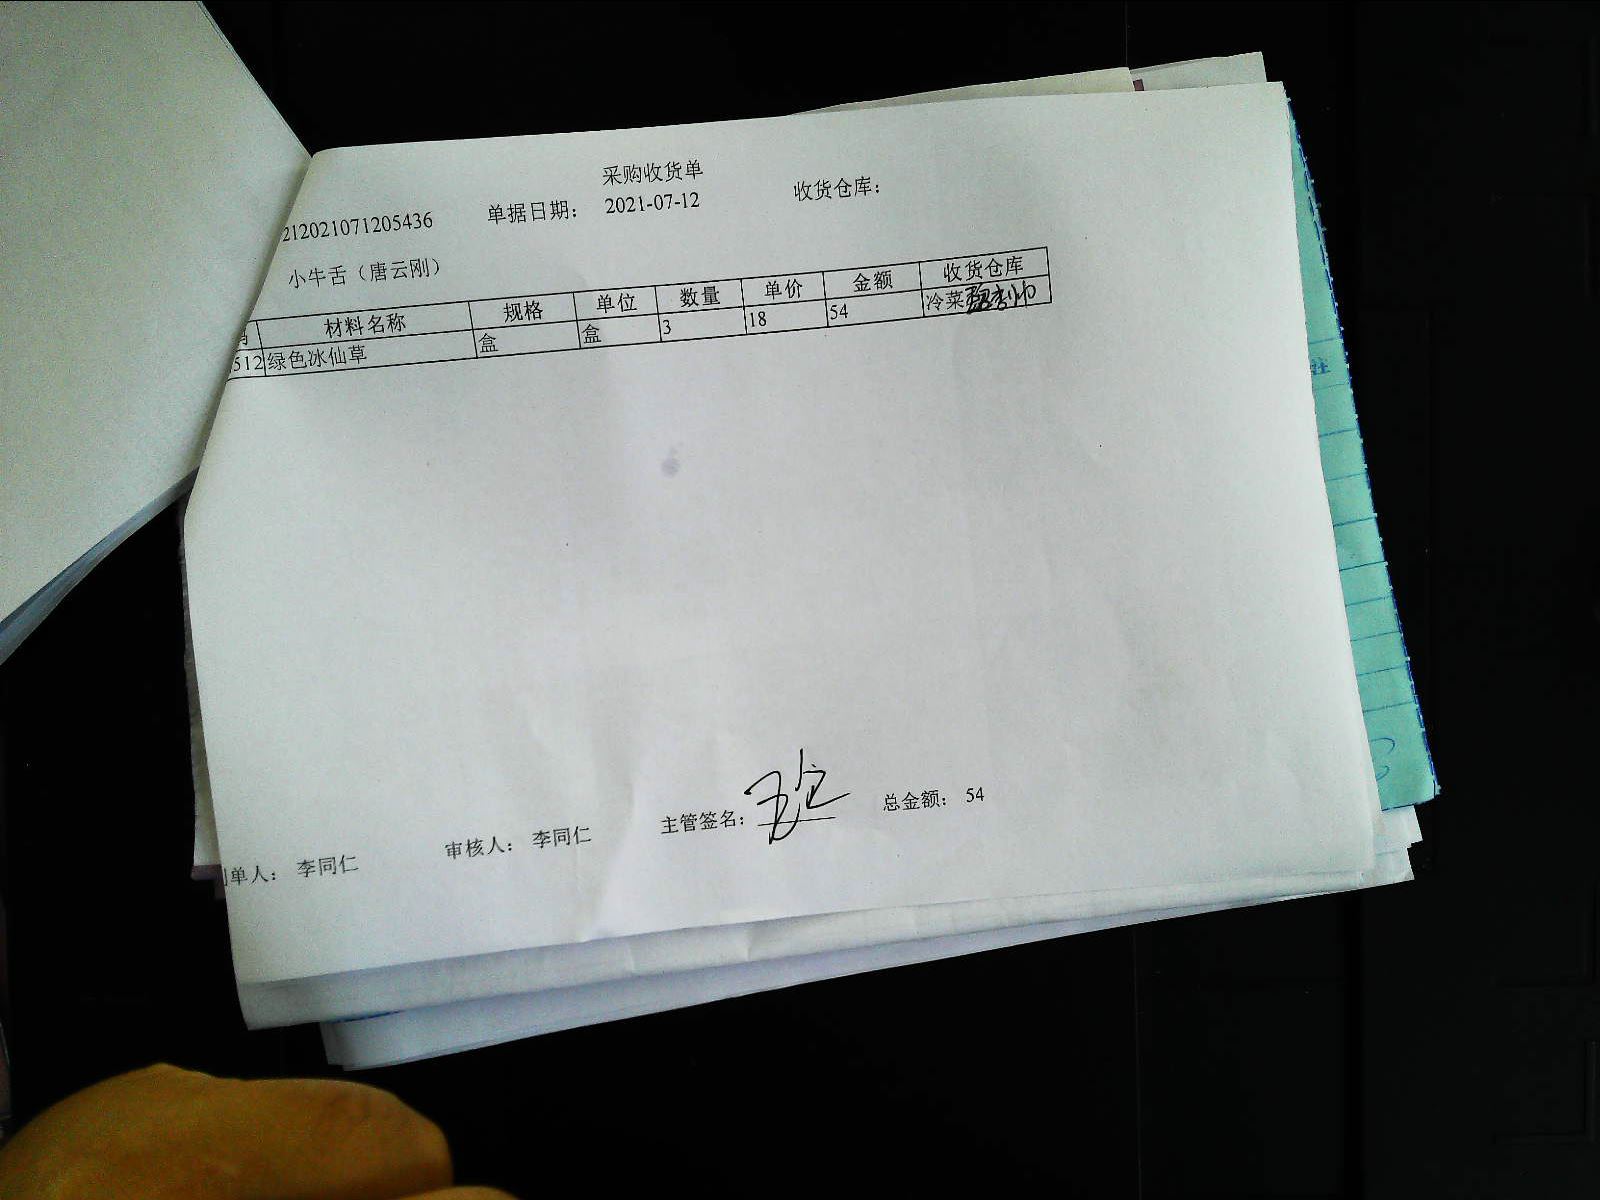 采购收货单
212021071205436 单据日期： 2021-07-12 收货仓库：
小牛舌（唐云刚）
材料名称 规格 单位 数量 单价 金额 收货仓库
512 绿色冰仙草 盒 盒 3 18 54 冷菜
单人： 李同仁 审核人： 李同仁 主管签名： 总金额： 54